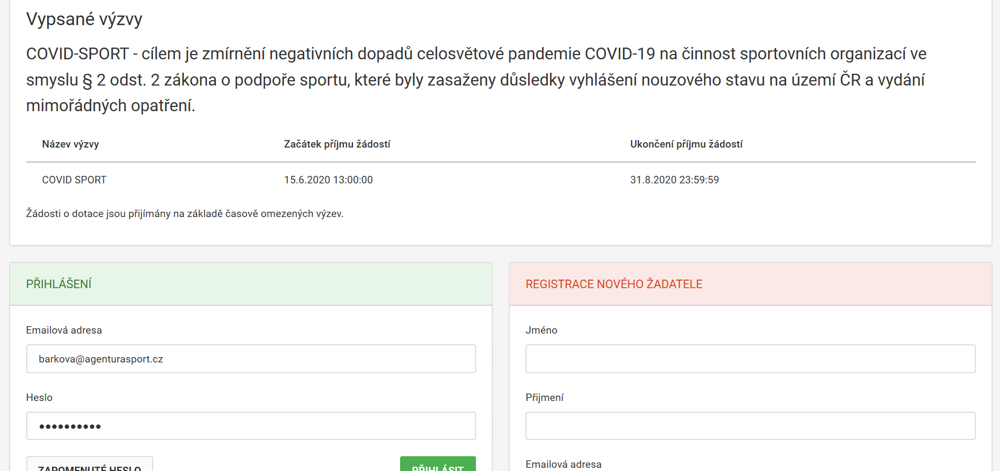 Vypsané výzvy
COVID-SPORT - cílem je zmírnění negativních dopadů celosvětové pandemie COVID-19 na činnost sportovních organizací ve
smyslu § 2 odst. 2 zákona o podpoře sportu, které byly zasaženy důsledky vyhlášení nouzového stavu na území ČR a vydání
mimořádných opatření.
Název výzvy Začátek příjmu žádostí Ukončení příjmu žádostí
COVID SPORT 15.6.2020 13:00:00 31.8.2020 23:59:59
Žádosti o dotace jsou přijímány na základě časově omezených výzev.
PŘIHLÁŠENÍ
Emailová adresa
barkova@agenturasport.cz
Heslo
••••••••••
ZAPOMENUTÉ HESLO
PŘIHLÁSIT
REGISTRACE NOVÉHO ŽADATELE
Jméno
Přijmení
Emailová adresa